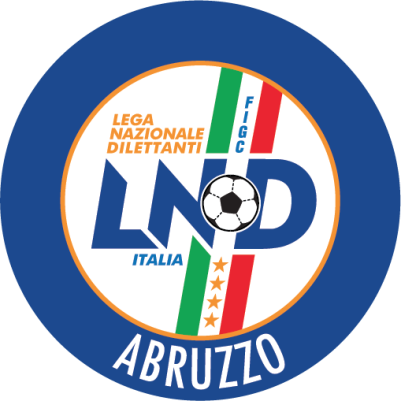 LEGA
NAZIONALE
DILETTANTI
FIGC
LND
ITALIA
ABRUZZO